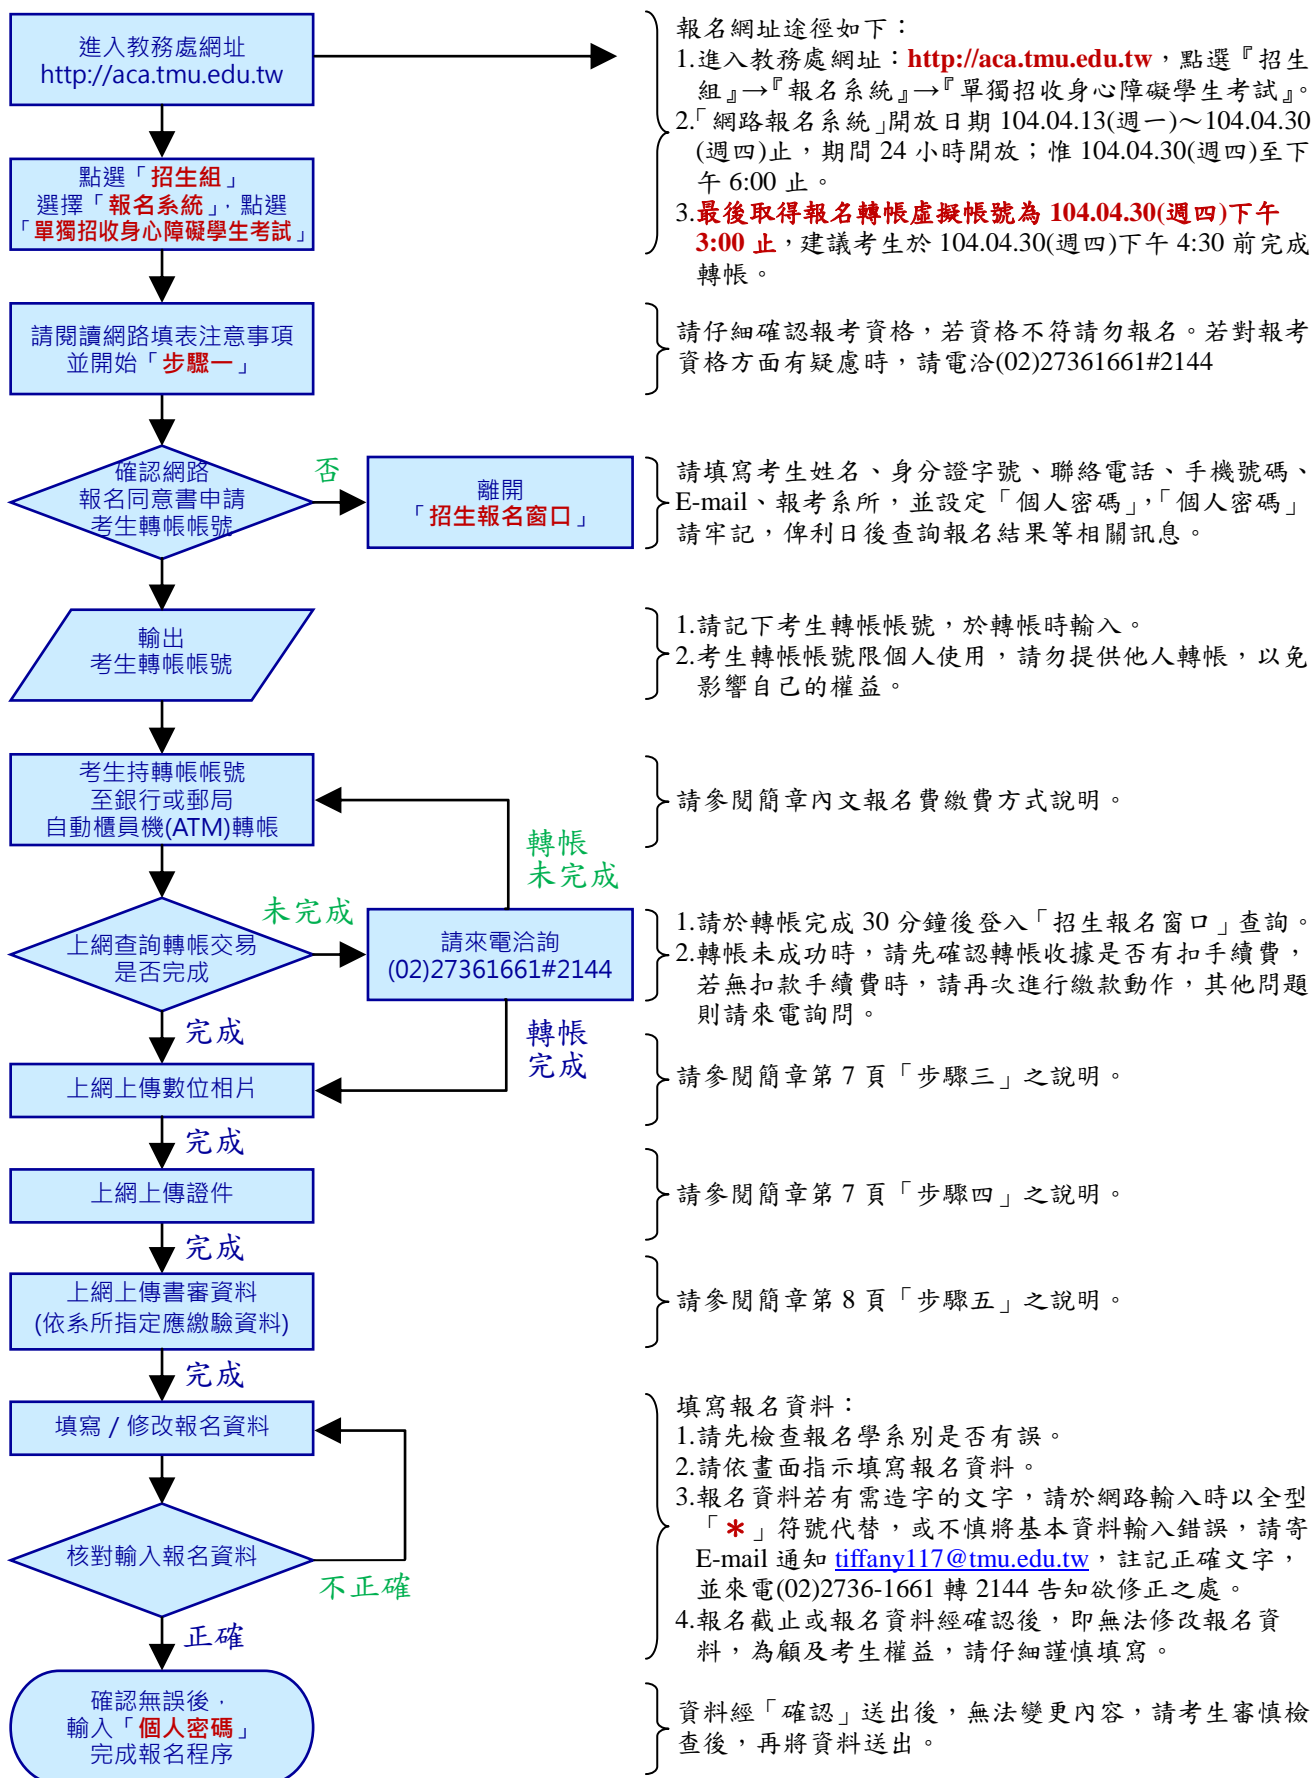 進入教務處網址
http://aca.tmu.edu.tw
報名網址途徑如下：
1.進入教務處網址：http://aca.tmu.edu.tw，點選『招生
組』→『報名系統』→『單獨招收身心障礙學生考試』。
2.「網路報名系統」開放日期 104.04.13(週一)～104.04.30
(週四)止，期間 24 小時開放；惟 104.04.30(週四)至下
午 6:00 止。
3.最後取得報名轉帳虛擬帳號為 104.04.30(週四)下午
3:00 止，建議考生於 104.04.30(週四)下午 4:30 前完成
轉帳。
點選「招生組」
選擇「報名系統」，點選
「單獨招收身心障礙學生考試」
請閱讀網路填表注意事項
並開始「步驟一」
請仔細確認報考資格，若資格不符請勿報名。若對報考
資格方面有疑慮時，請電洽(02)27361661#2144
確認網路
報名同意書申請
考生轉帳帳號
否
離開
「招生報名窗口」
請填寫考生姓名、身分證字號、聯絡電話、手機號碼、
E-mail、報考系所，並設定「個人密碼」，「個人密碼」
請牢記，俾利日後查詢報名結果等相關訊息。
輸出
考生轉帳帳號
1.請記下考生轉帳帳號，於轉帳時輸入。
2.考生轉帳帳號限個人使用，請勿提供他人轉帳，以免
影響自己的權益。
考生持轉帳帳號
至銀行或郵局
自動櫃員機(ATM)轉帳
請參閱簡章內文報名費繳費方式說明。
轉帳
未完成
上網查詢轉帳交易
是否完成
未完成
請來電洽詢
(02)27361661#2144
1.請於轉帳完成 30 分鐘後登入「招生報名窗口」查詢。
2.轉帳未成功時，請先確認轉帳收據是否有扣手續費，
若無扣款手續費時，請再次進行繳款動作，其他問題
則請來電詢問。
完成
轉帳
完成
上網上傳數位相片
請參閱簡章第 7 頁「步驟三」之說明。
完成
上網上傳證件
請參閱簡章第 7 頁「步驟四」之說明。
完成
上網上傳書審資料
(依系所指定應繳驗資料)
請參閱簡章第 8 頁「步驟五」之說明。
完成
填寫 / 修改報名資料
填寫報名資料：
1.請先檢查報名學系別是否有誤。
2.請依畫面指示填寫報名資料。
3.報名資料若有需造字的文字，請於網路輸入時以全型
「＊」符號代替，或不慎將基本資料輸入錯誤，請寄
E-mail 通知 tiffany117@tmu.edu.tw，註記正確文字，
並來電(02)2736-1661 轉 2144 告知欲修正之處。
4.報名截止或報名資料經確認後，即無法修改報名資
料，為顧及考生權益，請仔細謹慎填寫。
核對輸入報名資料
不正確
正確
確認無誤後，
輸入「個人密碼」
完成報名程序
資料經「確認」送出後，無法變更內容，請考生審慎檢
查後，再將資料送出。